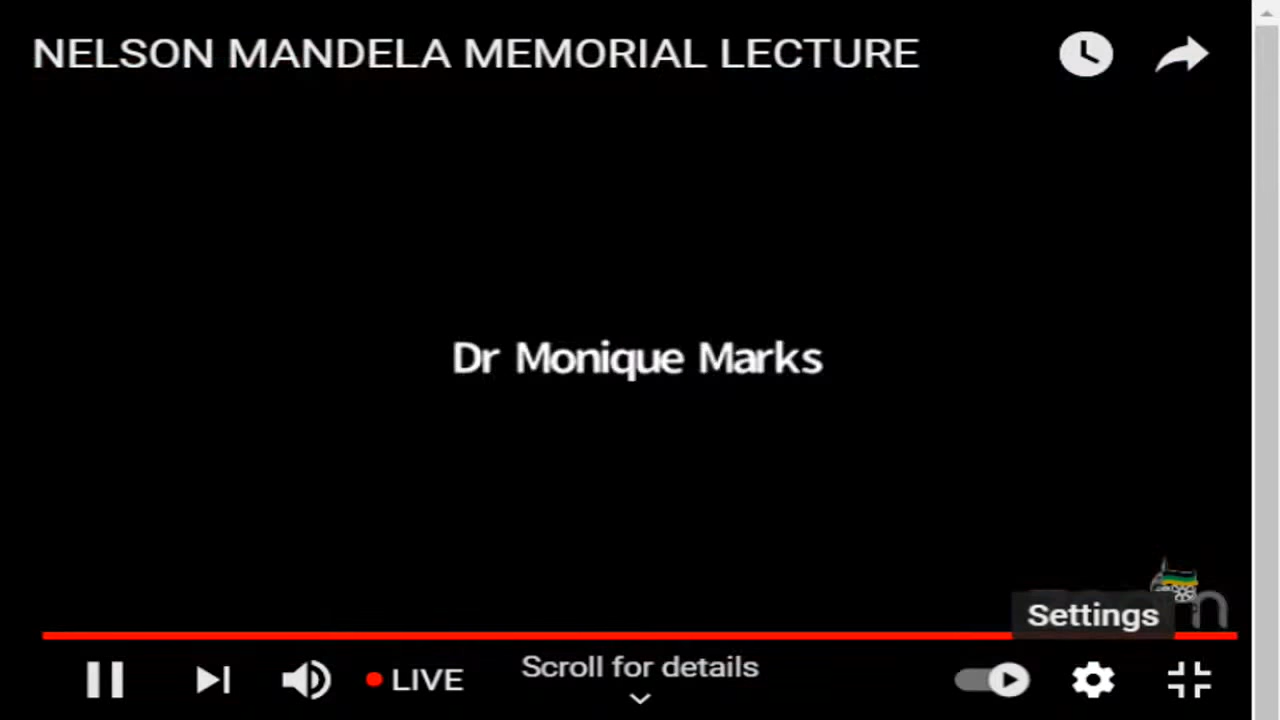 NELSON MANDELA MEMORIAL LECTURE
Dr Monique Marks
Settings
LIVE
Scroll for details